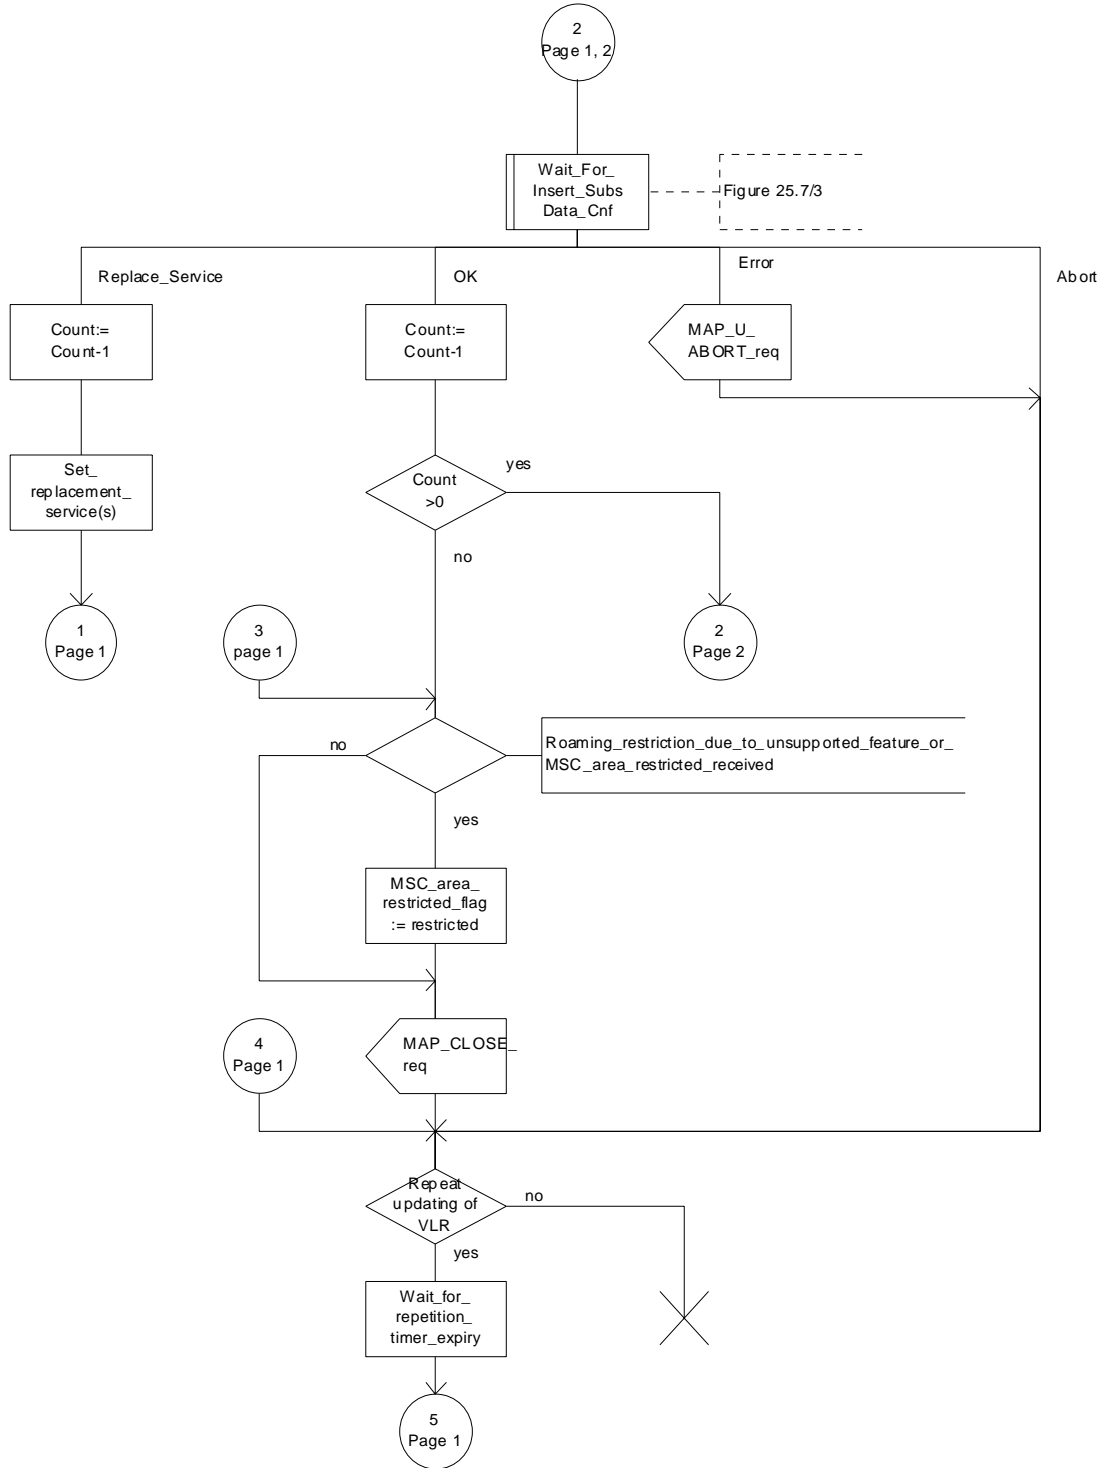 2
Page 1, 2
Wait_For_
Insert_Subs
Data_Cnf
Figure 25.7/3
Replace_Service
OK
Error
Abort
Count:=
Count-1
Count:=
Count-1
MAP_U_
ABORT_req
Set_
replacement_
service(s)
Count
>0
yes
no
1
Page 1
3
page 1
2
Page 2
no
Roaming_restriction_due_to_unsupported_feature_or_
MSC_area_restricted_received
yes
MSC_area_
restricted_flag
:= restricted
4
Page 1
MAP_CLOSE_
req
Repeat
updating of
VLR
no
yes
Wait_for_
repetition_
timer_expiry
5
Page 1